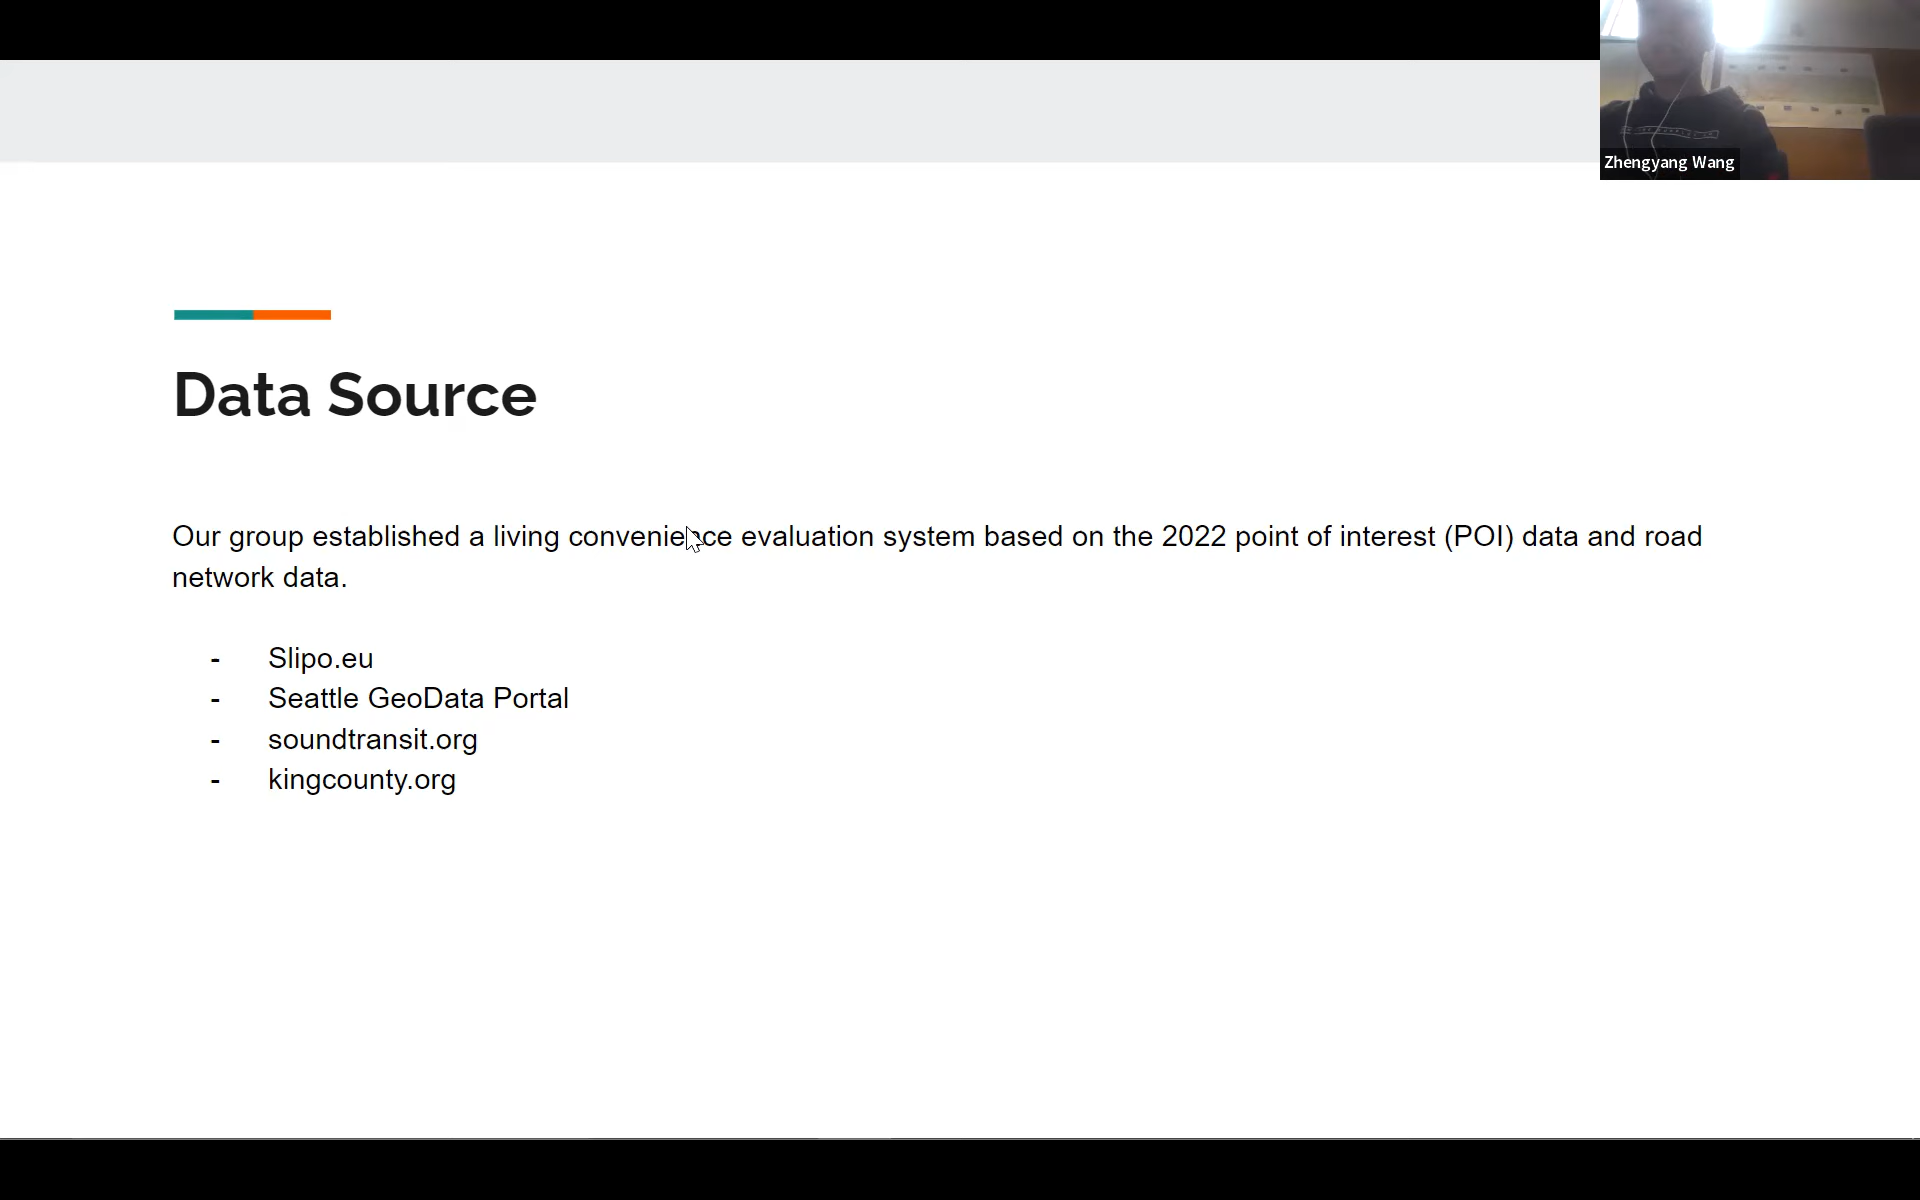 Zhengyang Wang
Data Source
Our group established a living convenience evaluation system based on the 2022 point of interest (POI) data and road
network data.
- Slipo.eu
- Seattle GeoData Portal
- soundtransit.org
- kingcounty.org